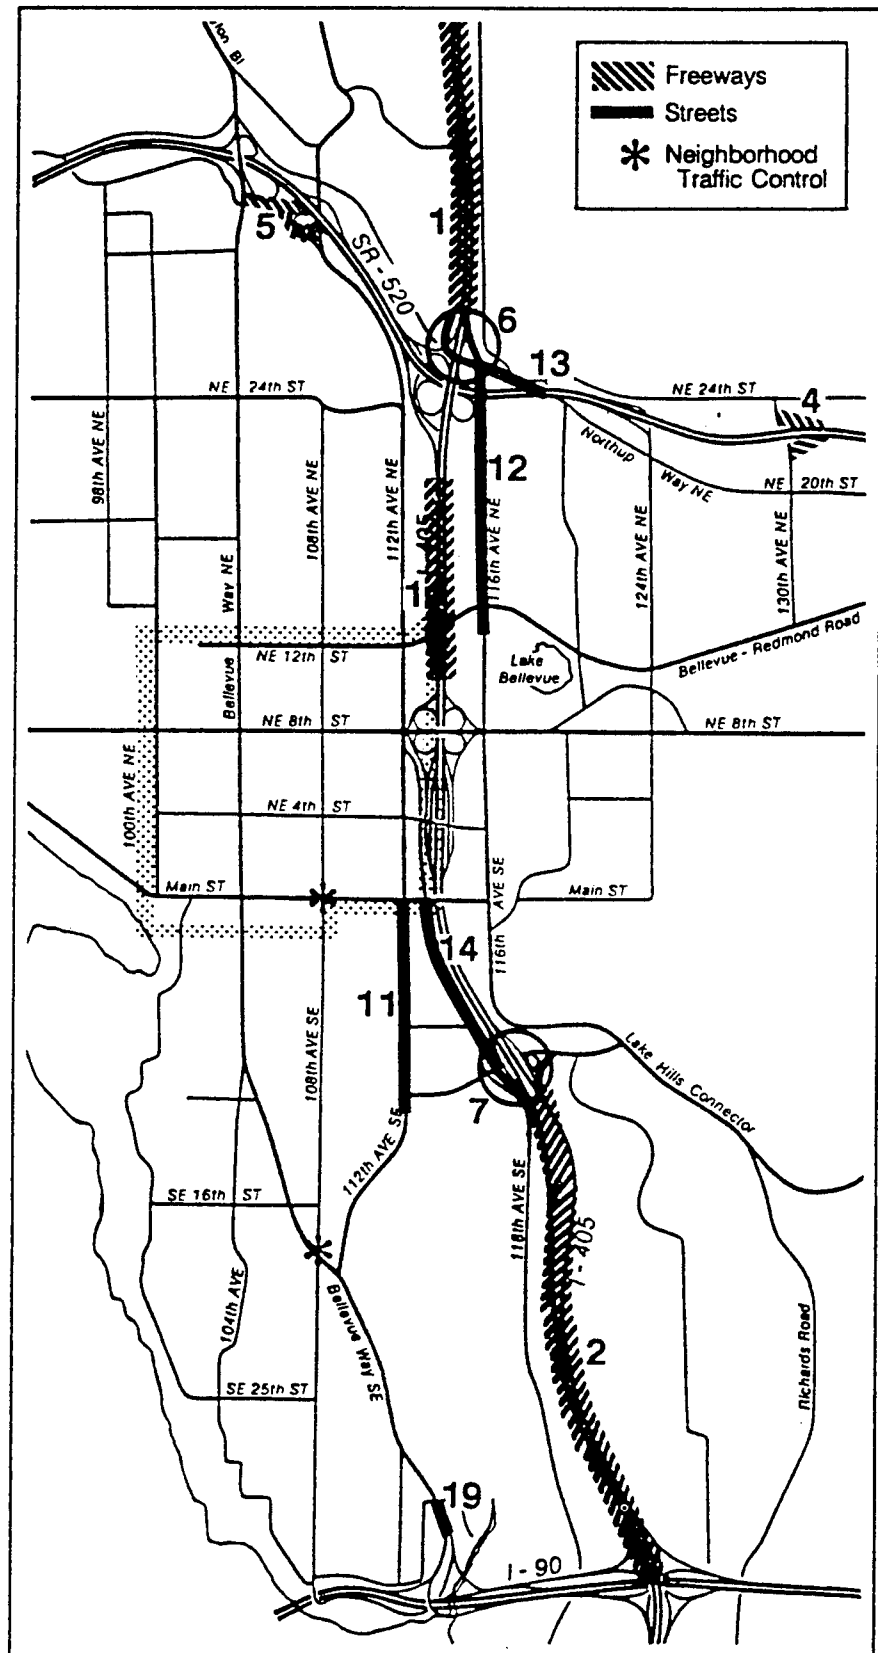 Freeways
Streets
Neighborhood
Traffic Control
1
5
SR - 520
6
13
NE 24th ST
NE 24th ST
4
98th AVE NE
Northup
Way NE
12
NE 20th ST
108th AVE NE
112th AVE NE
405
116th AVE NE
124th AVE NE
130th AVE NE
1
Bellevue Way NE
NE 12th ST
Lake
Bellevue
Bellevue - Redmond Road
NE 8th ST
NE 8th ST
100th AVE NE
NE 4th ST
Main ST
Main ST
116th AVE SE
14
11
108th AVE SE
Lake Hills Connector
7
112th AVE SE
118th AVE SE
SE 16th ST
I - 405
104th AVE
Bellevue Way SE
2
Richards Road
SE 25th ST
19
I - 90